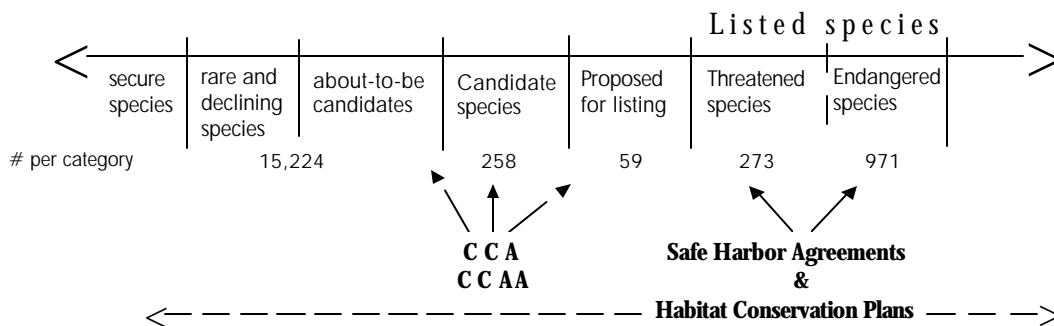 Listed species
secure species
rare and declining species
about-to-be candidates
Candidate species
Proposed for listing
Threatened species
Endangered species
# per category
15,224
258
59
273
971
C C A
C C AA
Safe Harbor Agreements
&
Habitat Conservation Plans